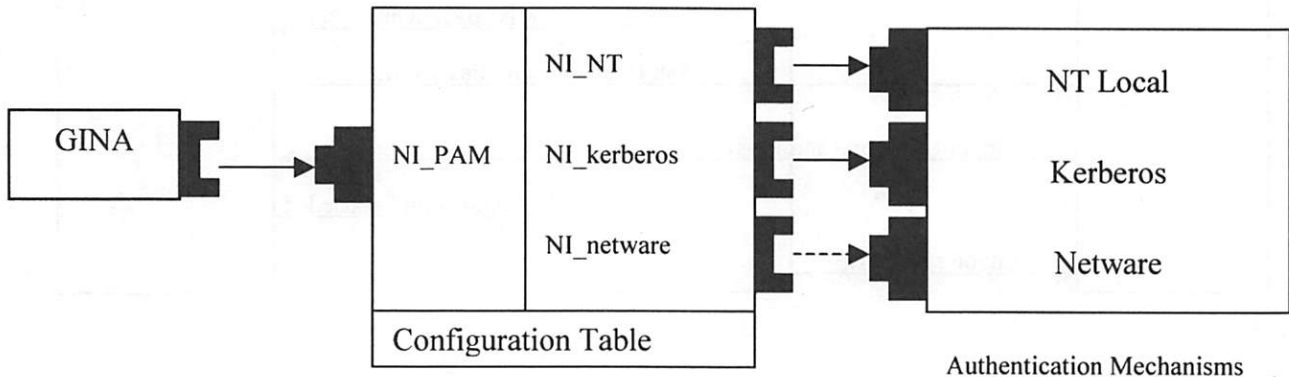 GINA
NI_PAM
NI_NT
NI_kerberos
NI_netware
Configuration Table
NT Local
Kerberos
Netware
Authentication Mechanisms